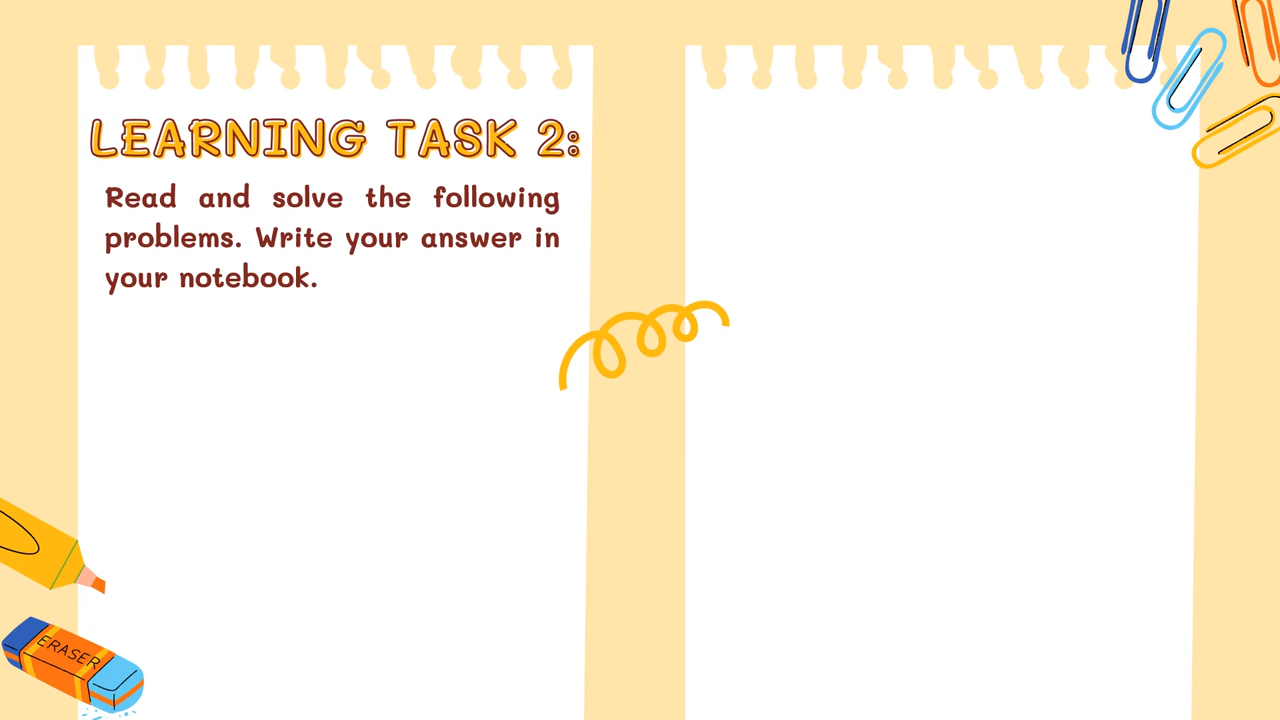 LEARNING TASK 2:
Read and solve the following
problems. Write your answer in
your notebook.
ERASER